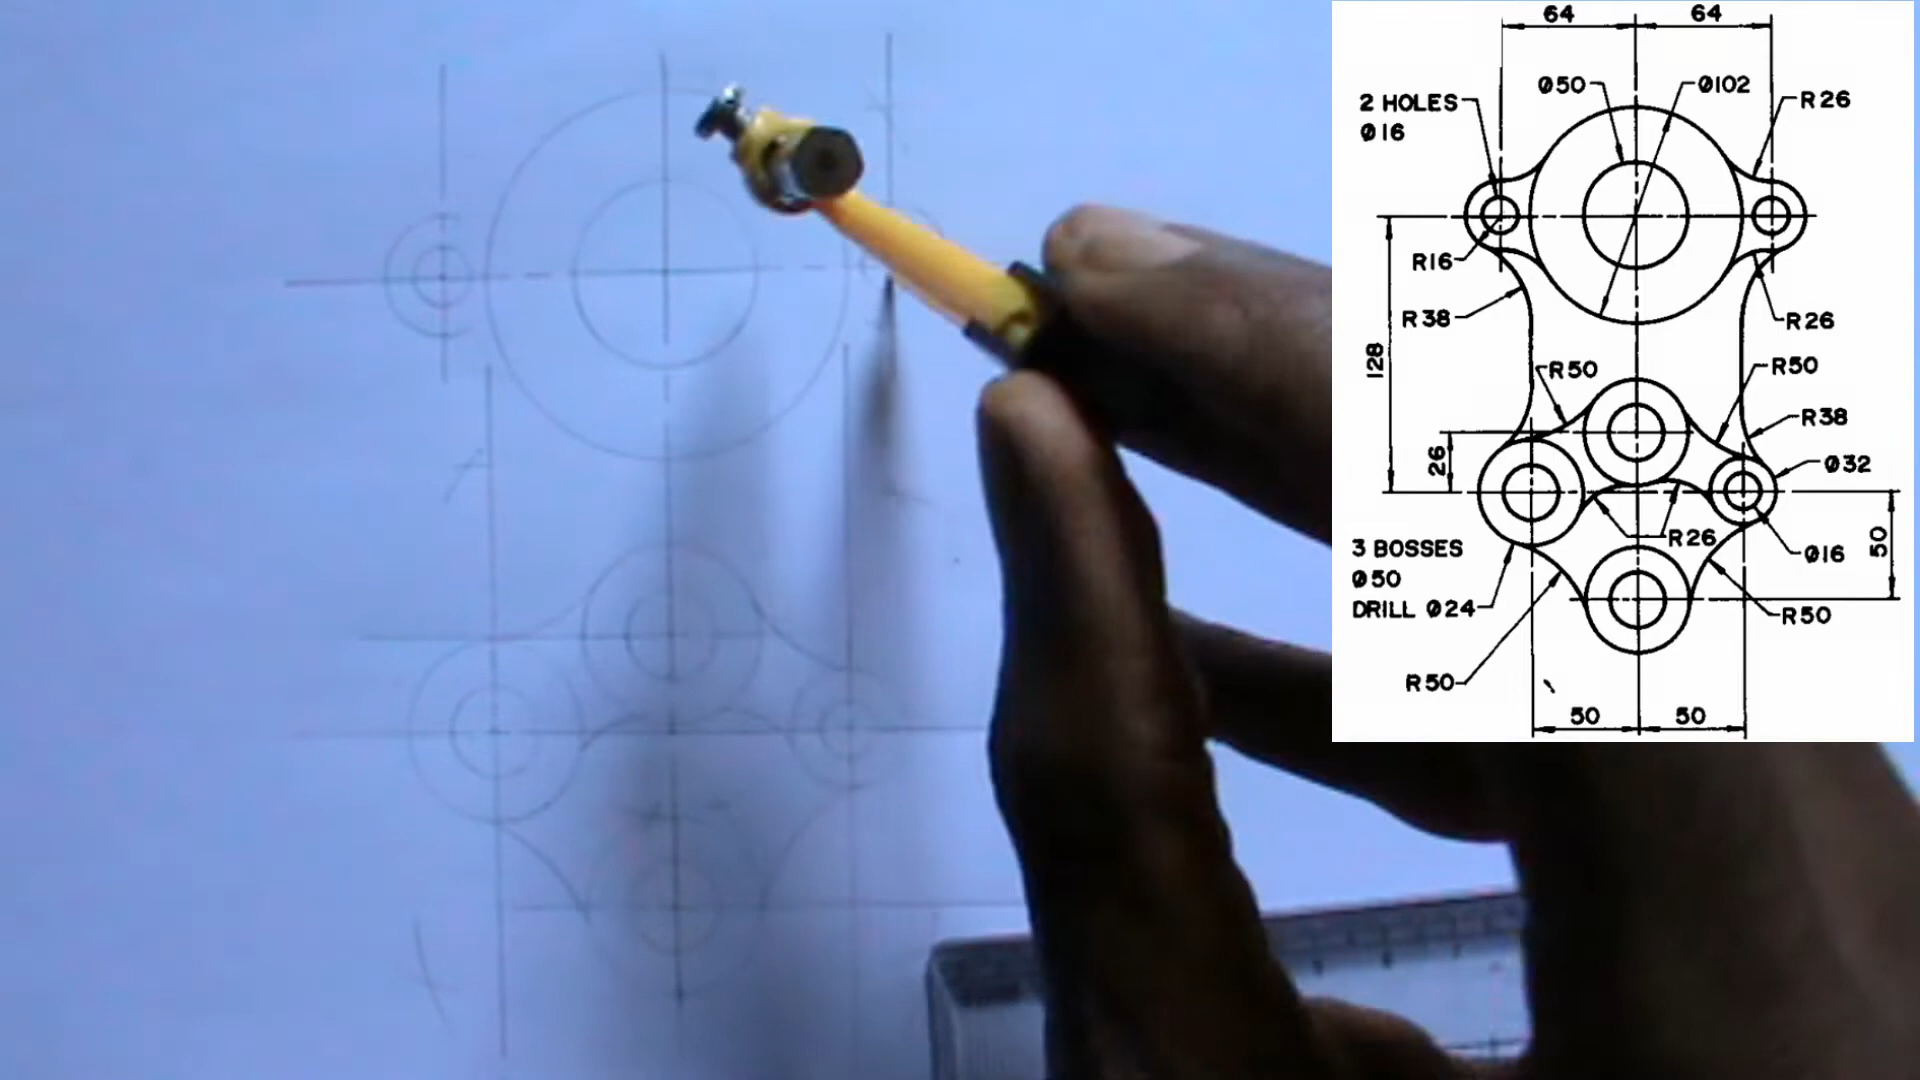 64 64
Ø50 Ø102
2 HOLES R26
Ø16
R16
R38 R26
128
R50 R50
R38
26 Ø32
R26
3 BOSSES Ø16 50
Ø50
DRILL Ø24 R50
R50
50 50